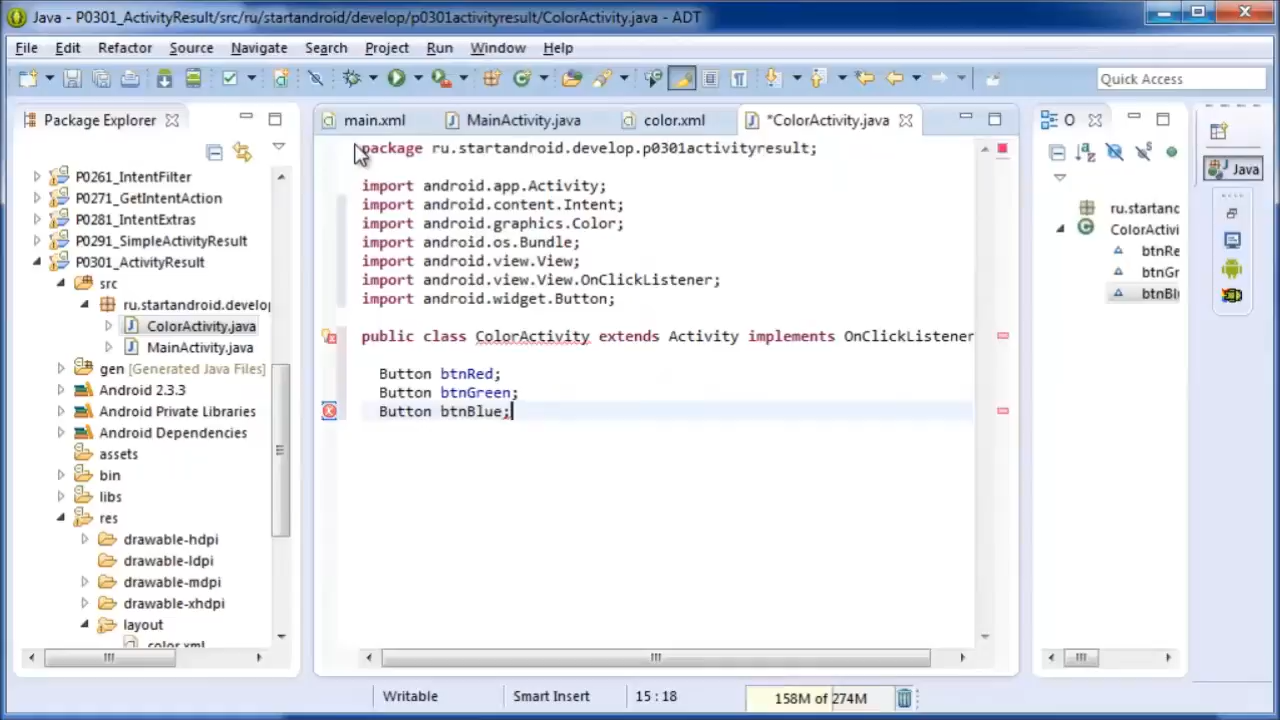 Java - P0301_ActivityResult/src/ru/startandroid/develop/p0301activityresult/ColorActivity.java - ADT
File Edit Refactor Source Navigate Search Project Run Window Help
Quick Access
Package Explorer
main.xml MainActivity.java color.xml *ColorActivity.java
O
Java
P0261_IntentFilter
P0271_GetIntentAction
P0281_IntentExtras
P0291_SimpleActivityResult
P0301_ActivityResult
src
ru.startandroid.develop
ColorActivity.java
MainActivity.java
gen [Generated Java Files]
Android 2.3.3
Android Private Libraries
Android Dependencies
assets
bin
libs
res
drawable-hdpi
drawable-ldpi
drawable-mdpi
drawable-xhdpi
layout
color.xml
package ru.startandroid.develop.p0301activityresult;
import android.app.Activity;
import android.content.Intent;
import android.graphics.Color;
import android.os.Bundle;
import android.view.View;
import android.view.View.OnClickListener;
import android.widget.Button;
public class ColorActivity extends Activity implements OnClickListener
Button btnRed;
Button btnGreen;
Button btnBlue;
ru.startanc
ColorActivi
btnRe
btnGr
btnBl
Writable Smart Insert 15 : 18 158M of 274M